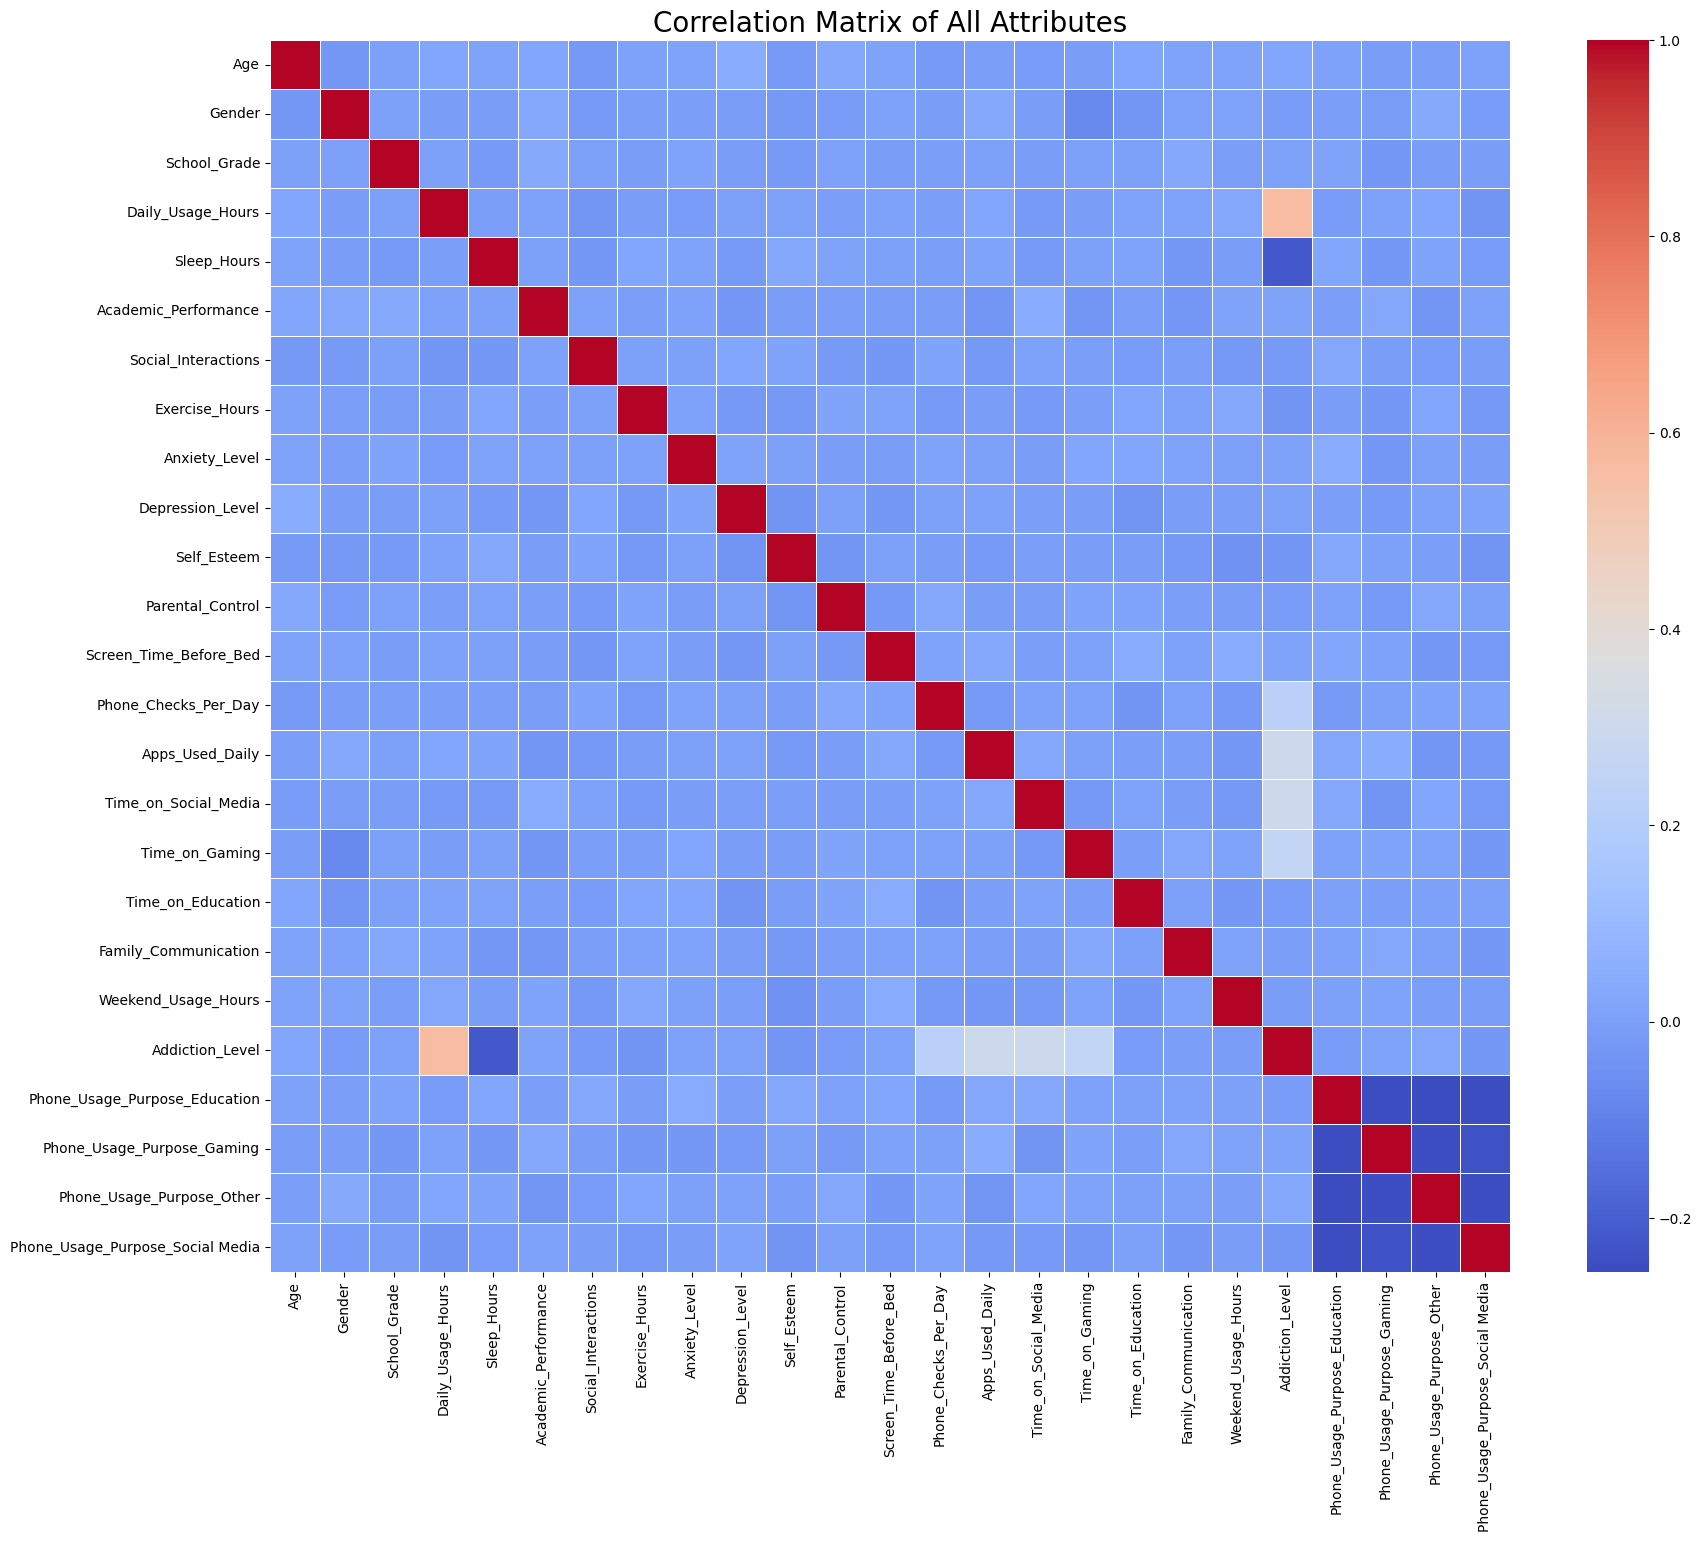 Correlation Matrix of All Attributes
Age
Gender
School_Grade
Daily_Usage_Hours
Sleep_Hours
Academic_Performance
Social_Interactions
Exercise_Hours
Anxiety_Level
Depression_Level
Self_Esteem
Parental_Control
Screen_Time_Before_Bed
Phone_Checks_Per_Day
Apps_Used_Daily
Time_on_Social_Media
Time_on_Gaming
Time_on_Education
Family_Communication
Weekend_Usage_Hours
Addiction_Level
Phone_Usage_Purpose_Education
Phone_Usage_Purpose_Gaming
Phone_Usage_Purpose_Other
Phone_Usage_Purpose_Social Media
Age
Gender
School_Grade
Daily_Usage_Hours
Sleep_Hours
Academic_Performance
Social_Interactions
Exercise_Hours
Anxiety_Level
Depression_Level
Self_Esteem
Parental_Control
Screen_Time_Before_Bed
Phone_Checks_Per_Day
Apps_Used_Daily
Time_on_Social_Media
Time_on_Gaming
Time_on_Education
Family_Communication
Weekend_Usage_Hours
Addiction_Level
Phone_Usage_Purpose_Education
Phone_Usage_Purpose_Gaming
Phone_Usage_Purpose_Other
Phone_Usage_Purpose_Social Media
1.0
0.8
0.6
0.4
0.2
0.0
−0.2